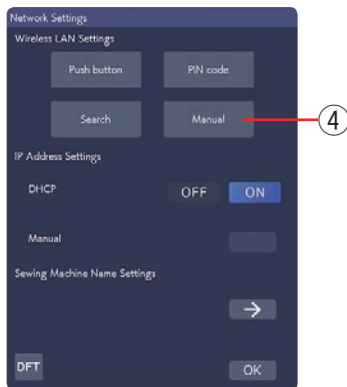 Network Settings
Wireless LAN Settings
Push button PIN code
Search Manual
④
IP Address Settings
DHCP OFF ON
Manual
Sewing Machine Name Settings
→
DFT OK